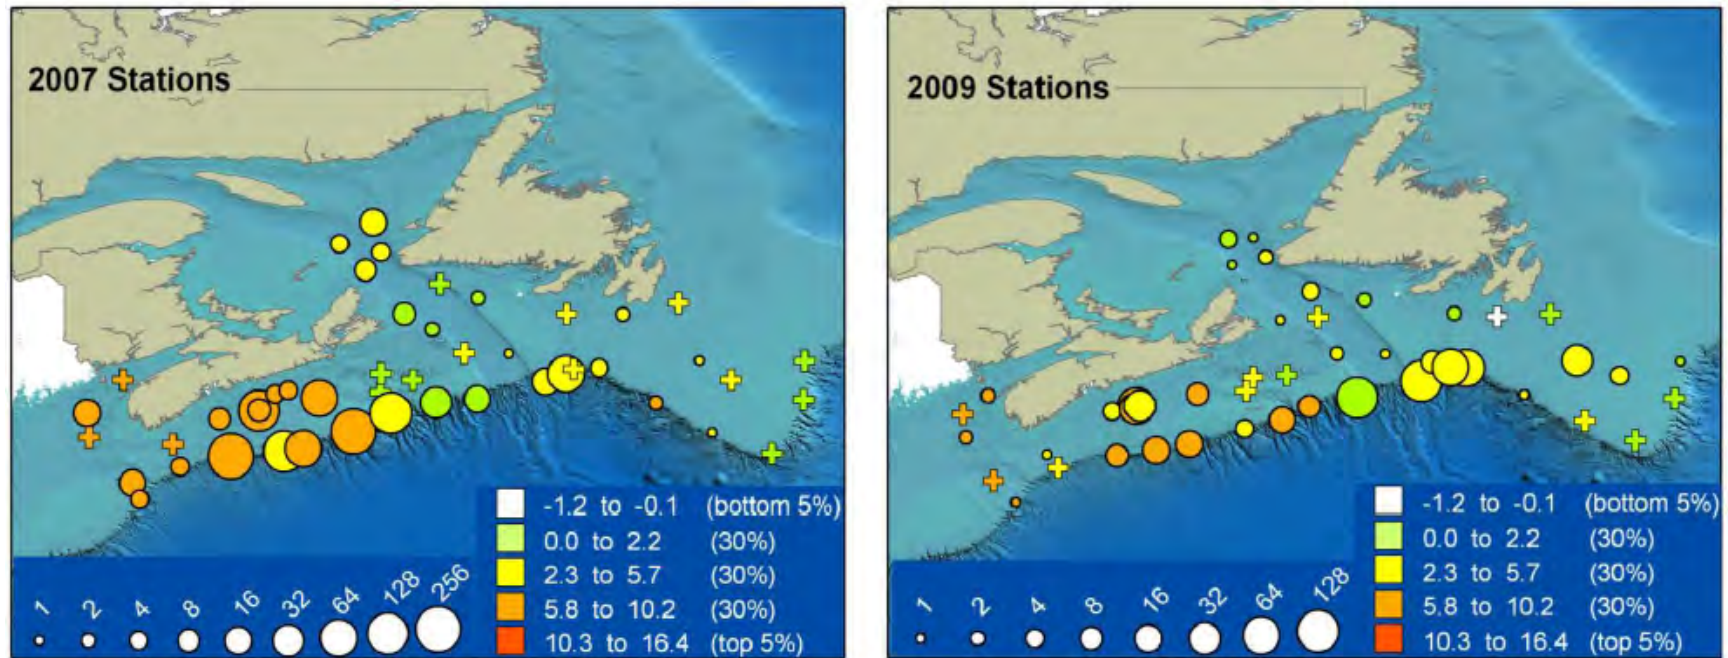 2007 Stations
-1.2 to -0.1 (bottom 5%)
0.0 to 2.2 (30%)
2.3 to 5.7 (30%)
5.8 to 10.2 (30%)
10.3 to 16.4 (top 5%)
1 2 4 8 16 32 64 128 256
2009 Stations
-1.2 to -0.1 (bottom 5%)
0.0 to 2.2 (30%)
2.3 to 5.7 (30%)
5.8 to 10.2 (30%)
10.3 to 16.4 (top 5%)
1 2 4 8 16 32 64 128